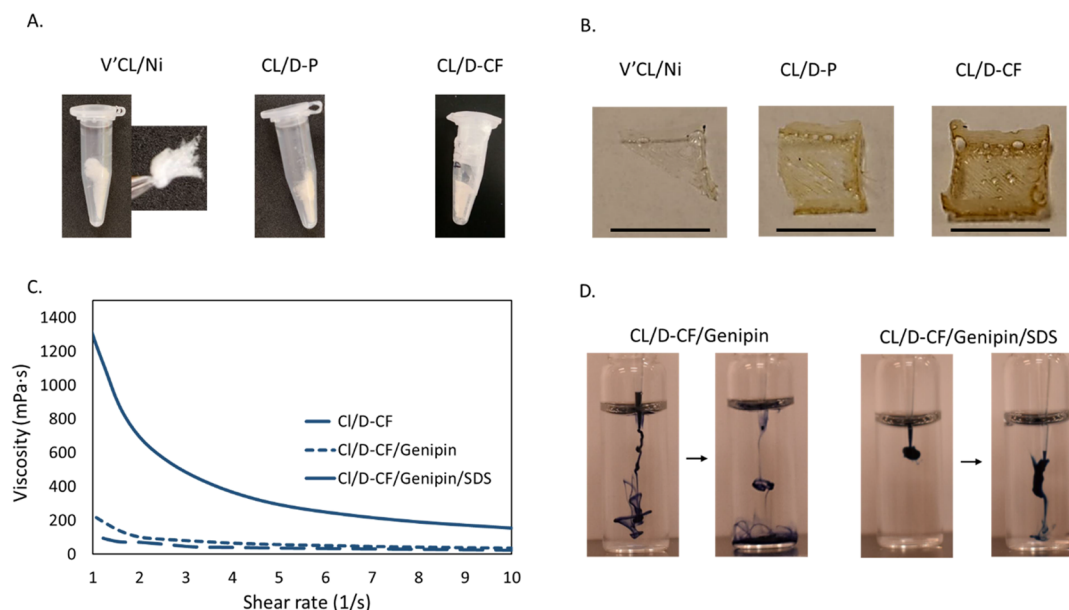 A.
V'CL/Ni
CL/D-P
CL/D-CF
B.
V'CL/Ni
CL/D-P
CL/D-CF
C.
1400
1200
1000
800
600
400
200
0
Viscosity (mPa·s)
Cl/D-CF
Cl/D-CF/Genipin
Cl/D-CF/Genipin/SDS
1 2 3 4 5 6 7 8 9 10
Shear rate (1/s)
D.
CL/D-CF/Genipin
CL/D-CF/Genipin/SDS